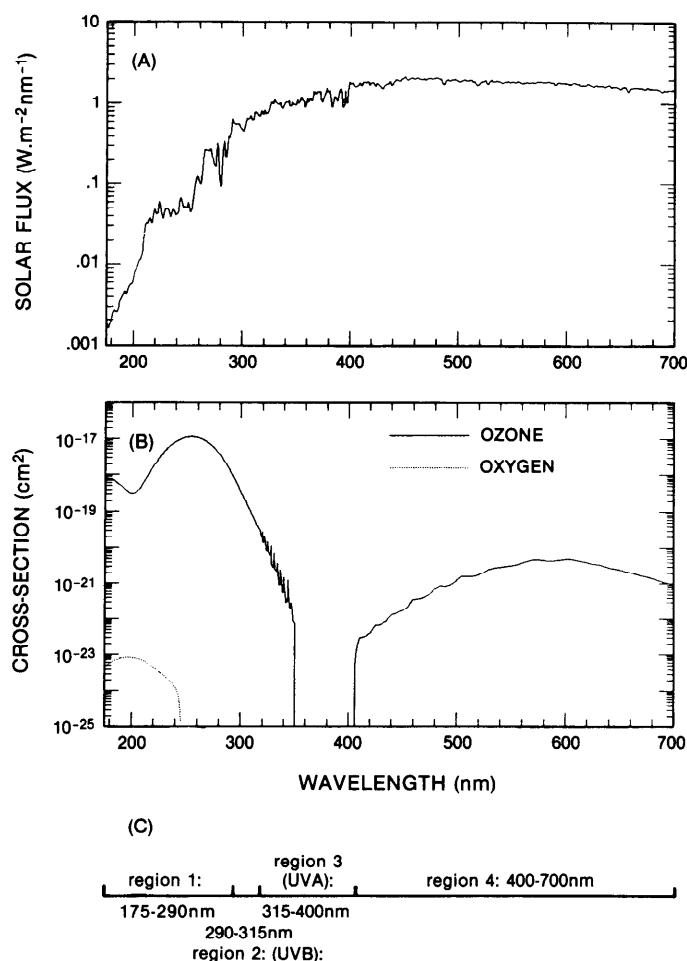 (A)
SOLAR FLUX (W.m⁻²nm⁻¹)
10
1
.1
.01
.001
200 300 400 500 600 700
(B)
OZONE
OXYGEN
CROSS-SECTION (cm²)
10⁻¹⁷
10⁻¹⁹
10⁻²¹
10⁻²³
10⁻²⁵
200 300 400 500 600 700
WAVELENGTH (nm)
(C)
region 3
region 1: (UVA): region 4: 400-700nm
175-290nm 315-400nm
290-315nm
region 2: (UVB):